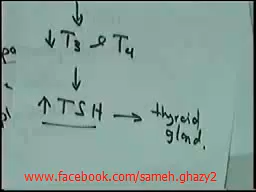 ↓ T3 & T4
↑ TSH → thyroid
gland.
www.facebook.com/sameh.ghazy2